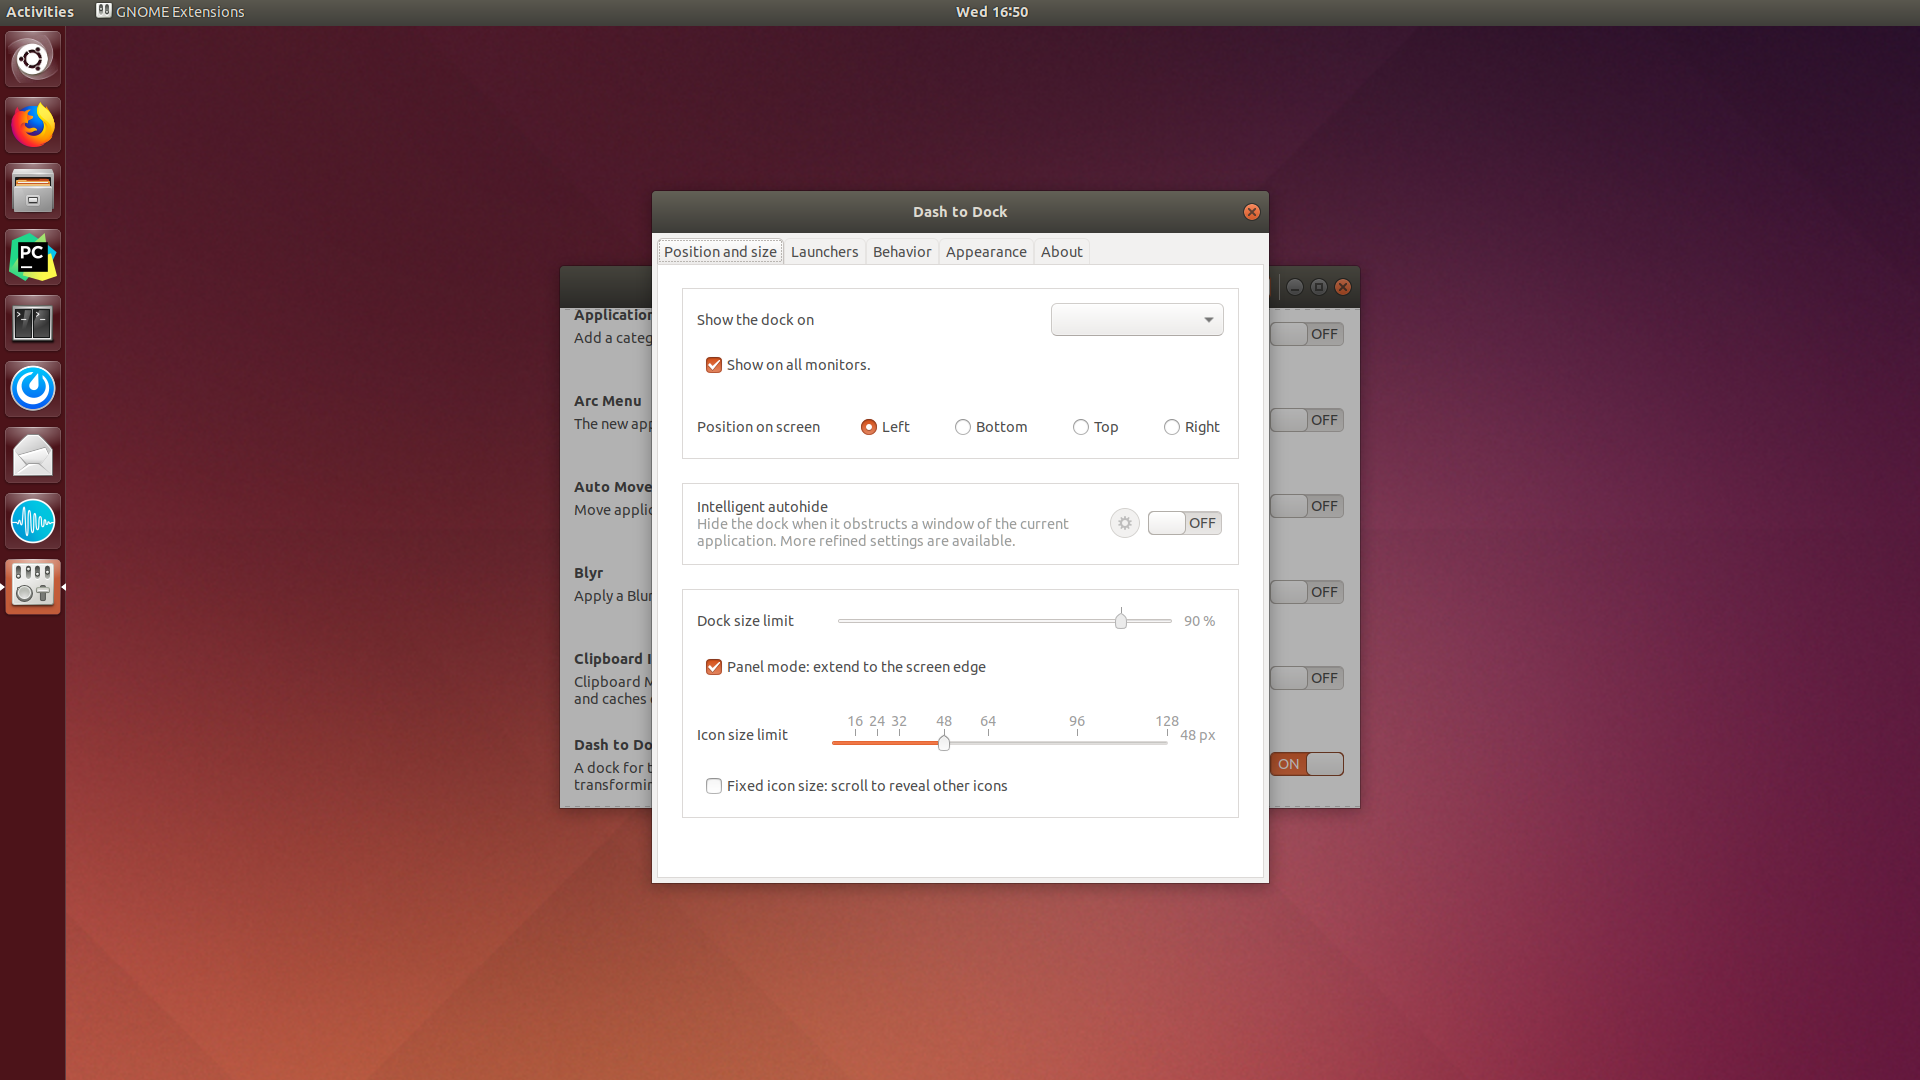 Activities
GNOME Extensions
Wed 16:50
Dash to Dock
Position and size
Launchers
Behavior
Appearance
About
Show the dock on
Show on all monitors.
Position on screen
Left
Bottom
Top
Right
Intelligent autohide
Hide the dock when it obstructs a window of the current
application. More refined settings are available.
OFF
Dock size limit
90 %
Panel mode: extend to the screen edge
16 24 32 48 64 96 128
Icon size limit
48 px
Fixed icon size: scroll to reveal other icons
Application
Add a categ
OFF
Arc Menu
The new app
OFF
Auto Move
Move applic
OFF
Blyr
Apply a Blur
OFF
Clipboard I
Clipboard M
and caches
OFF
Dash to Do
A dock for t
transformin
ON
PC